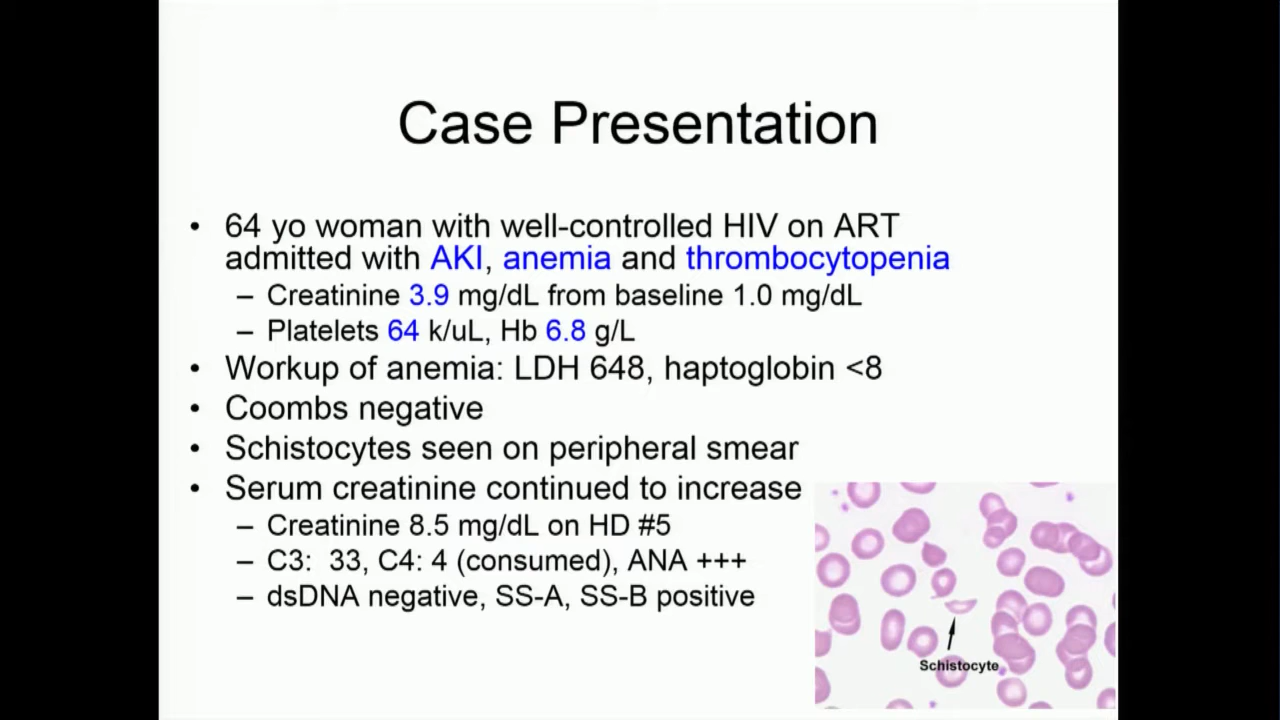 Case Presentation
• 64 yo woman with well-controlled HIV on ART
admitted with AKI, anemia and thrombocytopenia
– Creatinine 3.9 mg/dL from baseline 1.0 mg/dL
– Platelets 64 k/uL, Hb 6.8 g/L
• Workup of anemia: LDH 648, haptoglobin <8
• Coombs negative
• Schistocytes seen on peripheral smear
• Serum creatinine continued to increase
– Creatinine 8.5 mg/dL on HD #5
– C3: 33, C4: 4 (consumed), ANA +++
– dsDNA negative, SS-A, SS-B positive
Schistocyte